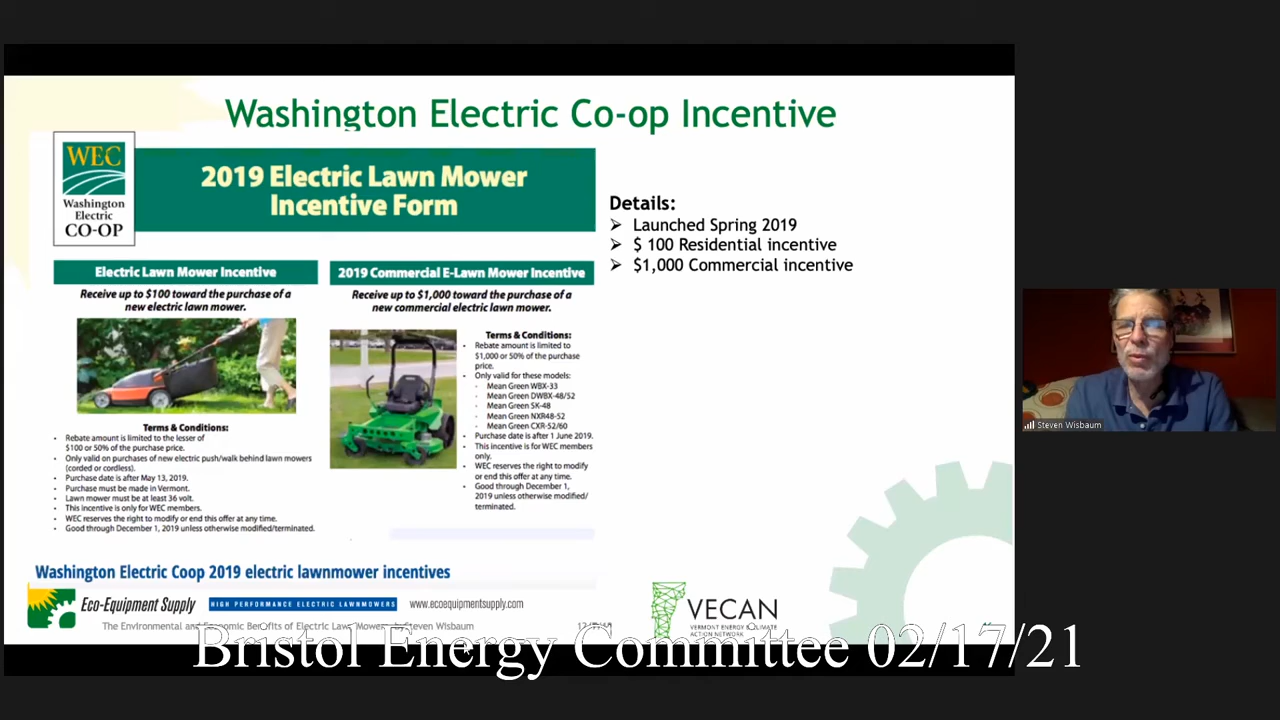 Washington Electric Co-op Incentive
WEC
Washington
Electric
CO-OP
2019 Electric Lawn Mower
Incentive Form
Electric Lawn Mower Incentive
Receive up to $100 toward the purchase of a
new electric lawn mower.
Terms & Conditions:
• Rebate amount is limited to the lesser of
$100 or 50% of the purchase price.
• Only valid on purchases of new electric push/walk behind lawn mowers
(corded or cordless).
• Purchase date is after May 13, 2019.
• Purchase must be made in Vermont.
• Lawn mower must be at least 36 volt.
• This incentive is only for WEC members.
• WEC reserves the right to modify or end this offer at any time.
• Good through December 1, 2019 unless otherwise modified/terminated.
2019 Commercial E-Lawn Mower Incentive
Receive up to $1,000 toward the purchase of a
new commercial electric lawn mower.
Terms & Conditions:
• Rebate amount is limited to
$1,000 or 50% of the purchase
price.
• Only valid for these models:
- Mean Green WBX-33
- Mean Green DWBX-48/52
- Mean Green SK-48
- Mean Green NXR48-52
- Mean Green CXR-52/60
• Purchase date is after 1 June 2019.
• This incentive is for WEC members
only.
• WEC reserves the right to modify
or end this offer at any time.
• Good through December 1,
2019 unless otherwise modified/
terminated.
Details:
➢ Launched Spring 2019
➢ $ 100 Residential incentive
➢ $1,000 Commercial incentive
Washington Electric Coop 2019 electric lawnmower incentives
Eco-Equipment Supply
HIGH PERFORMANCE ELECTRIC LAWNMOWERS
www.ecoequipmentsupply.com
The Environmental and Economic Benefits of Electric Lawn Mowers by Steven Wisbaum
VECAN
VERMONT ENERGY & CLIMATE
ACTION NETWORK
Steven Wisbaum
Bristol Energy Committee 02/17/21